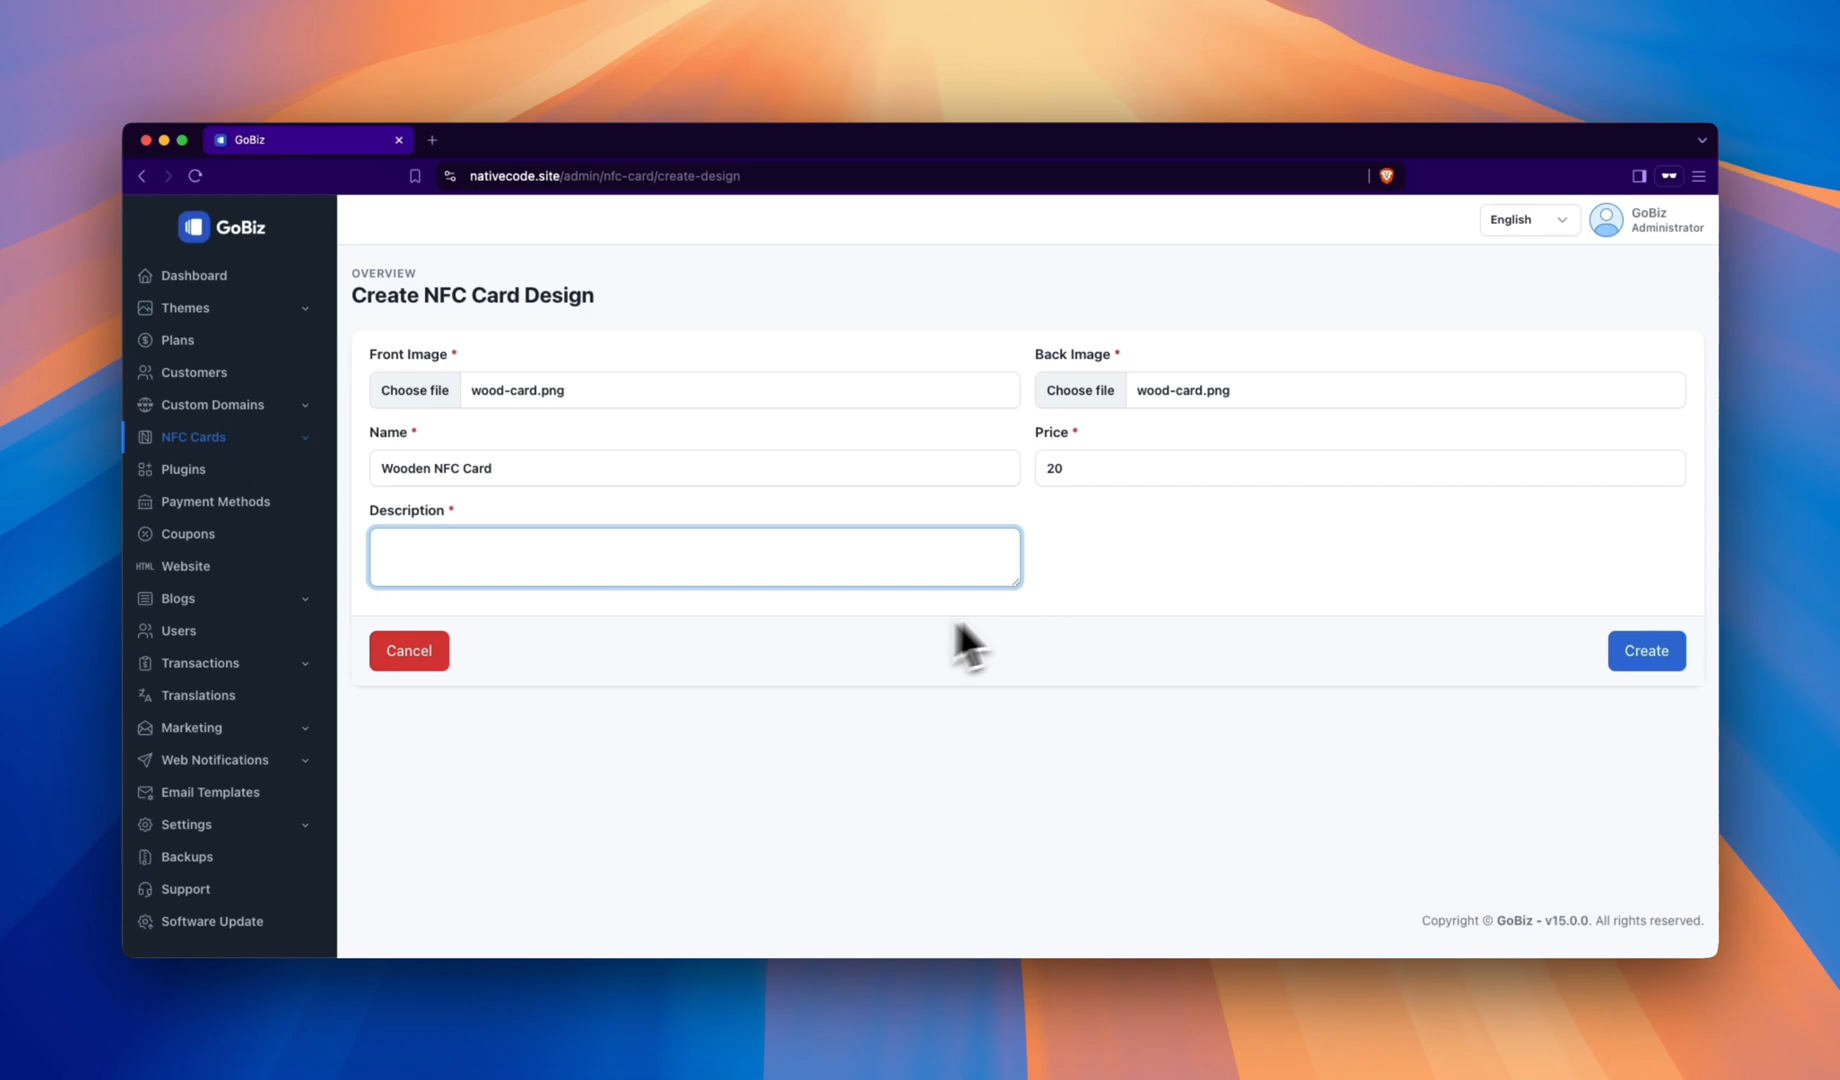 GoBiz
nativecode.site/admin/nfc-card/create-design
GoBiz
English
GoBiz
Administrator
Dashboard
Themes
Plans
Customers
Custom Domains
NFC Cards
Plugins
Payment Methods
Coupons
HTML Website
Blogs
Users
Transactions
Translations
Marketing
Web Notifications
Email Templates
Settings
Backups
Support
Software Update
OVERVIEW
Create NFC Card Design
Front Image *
Choose file wood-card.png
Back Image *
Choose file wood-card.png
Name *
Wooden NFC Card
Price *
20
Description *
Cancel
Create
Copyright © GoBiz - v15.0.0. All rights reserved.